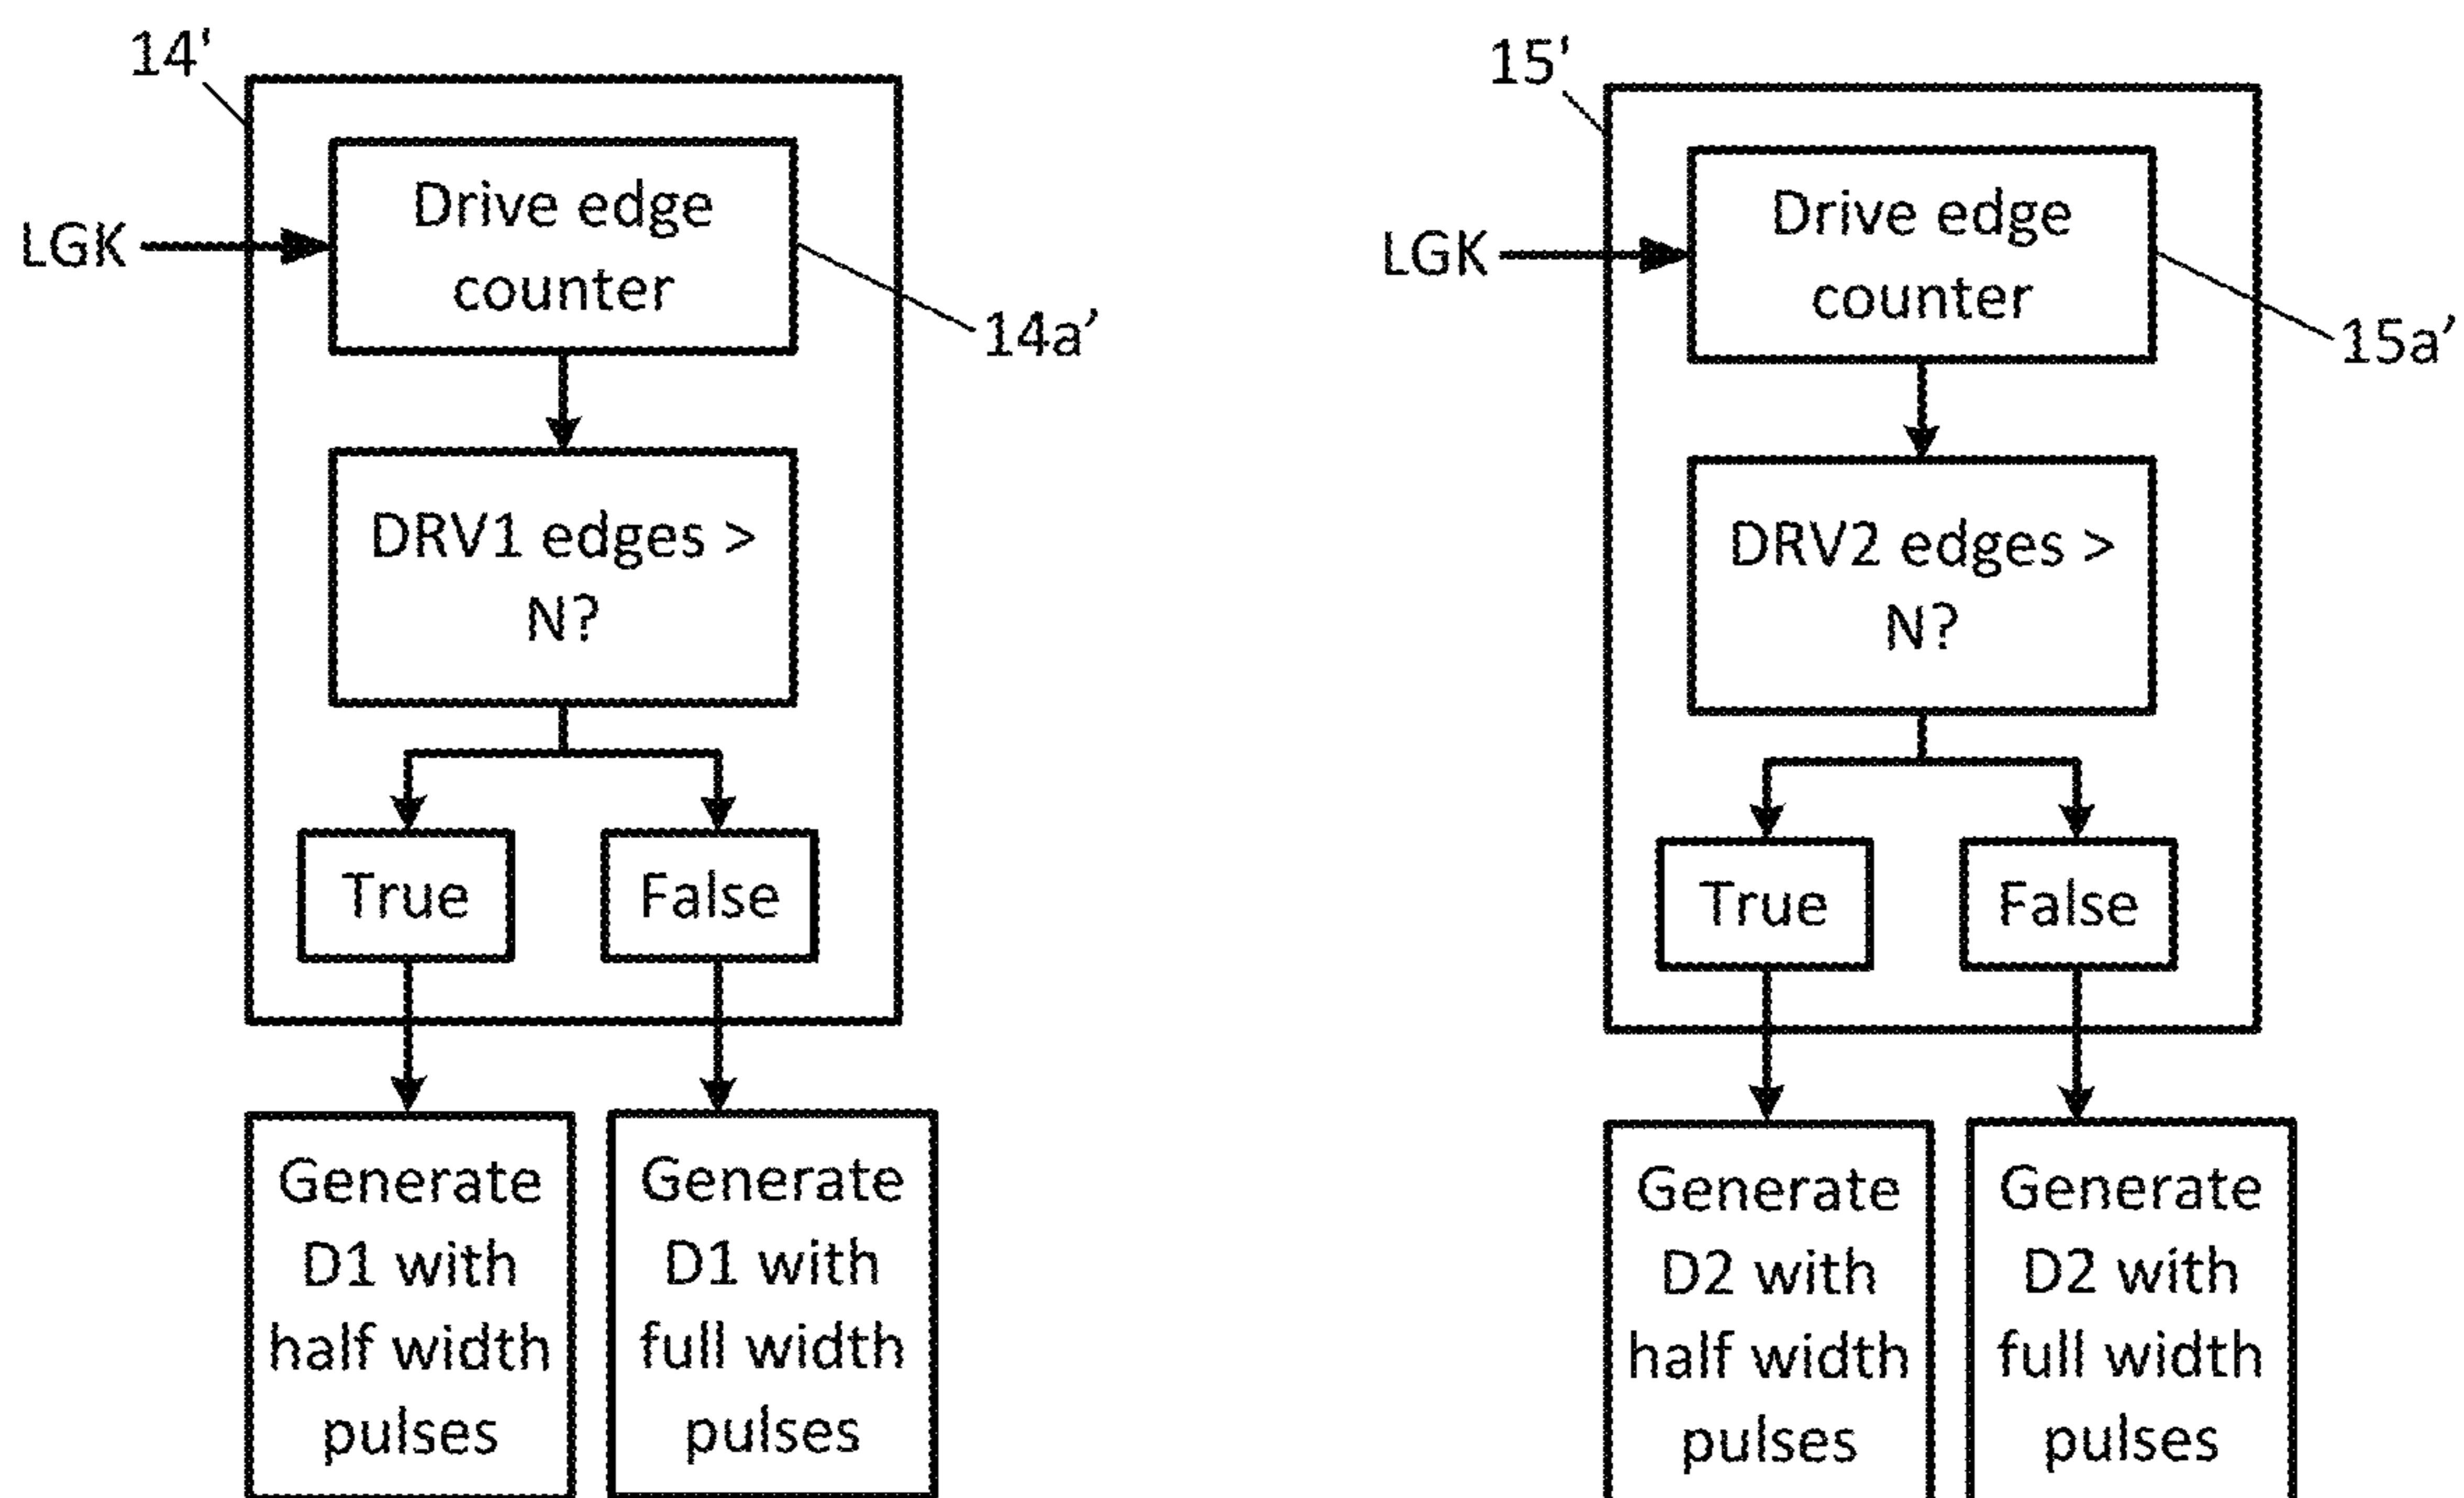 14'
LGK
Drive edge
counter
14a’
DRV1 edges >
N?
True
False
Generate
D1 with
half width
pulses
Generate
D1 with
full width
pulses
15'
LGK
Drive edge
counter
15a’
DRV2 edges >
N?
True
False
Generate
D2 with
half width
pulses
Generate
D2 with
full width
pulses